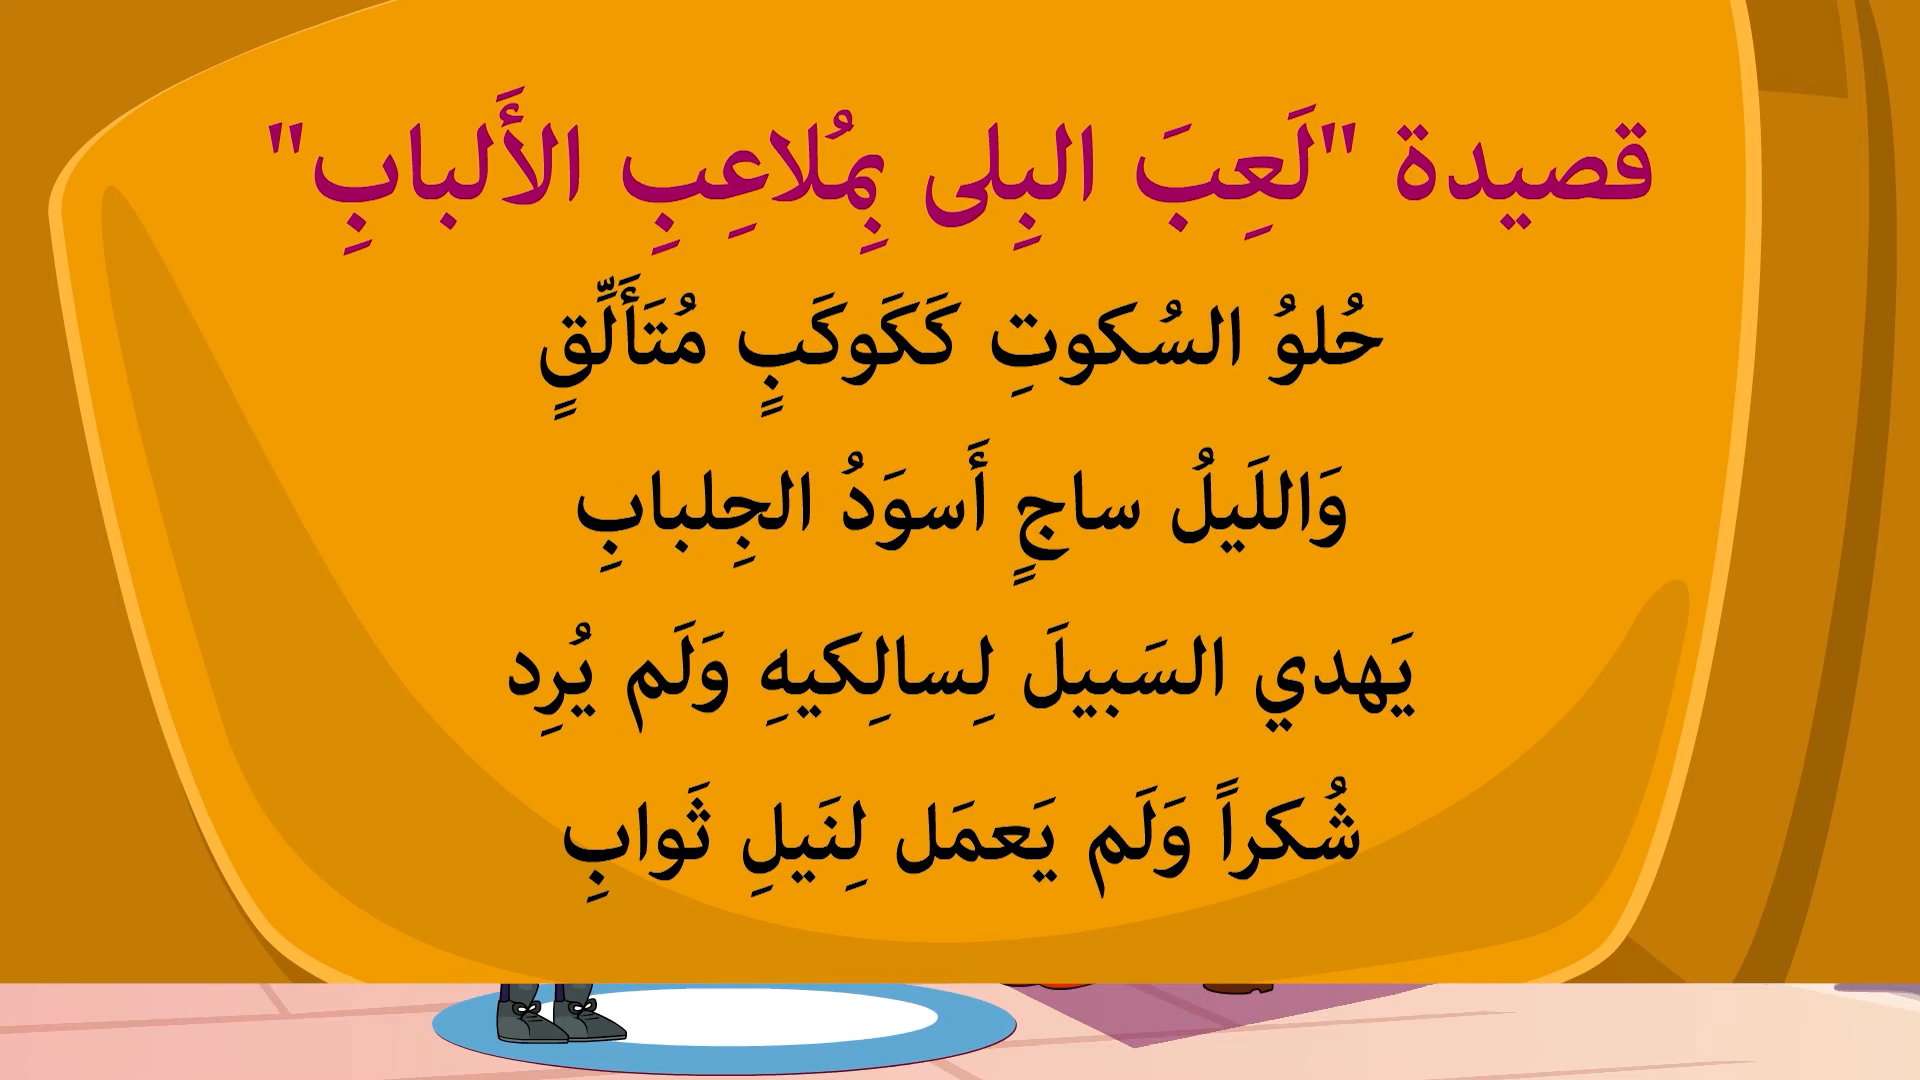 قصيدة "لَعِبَ البِلى بِمُلاعِبِ الأَلبابِ"
حُلوُ السُكوتِ كَكَوكَبٍ مُتَأَلِّقٍ
وَاللَيلُ ساجٍ أَسوَدُ الجِلبابِ
يَهدي السَبيلَ لِسالِكيهِ وَلَم يُرِد
شُكراً وَلَم يَعمَل لِنَيلِ ثَوابِ